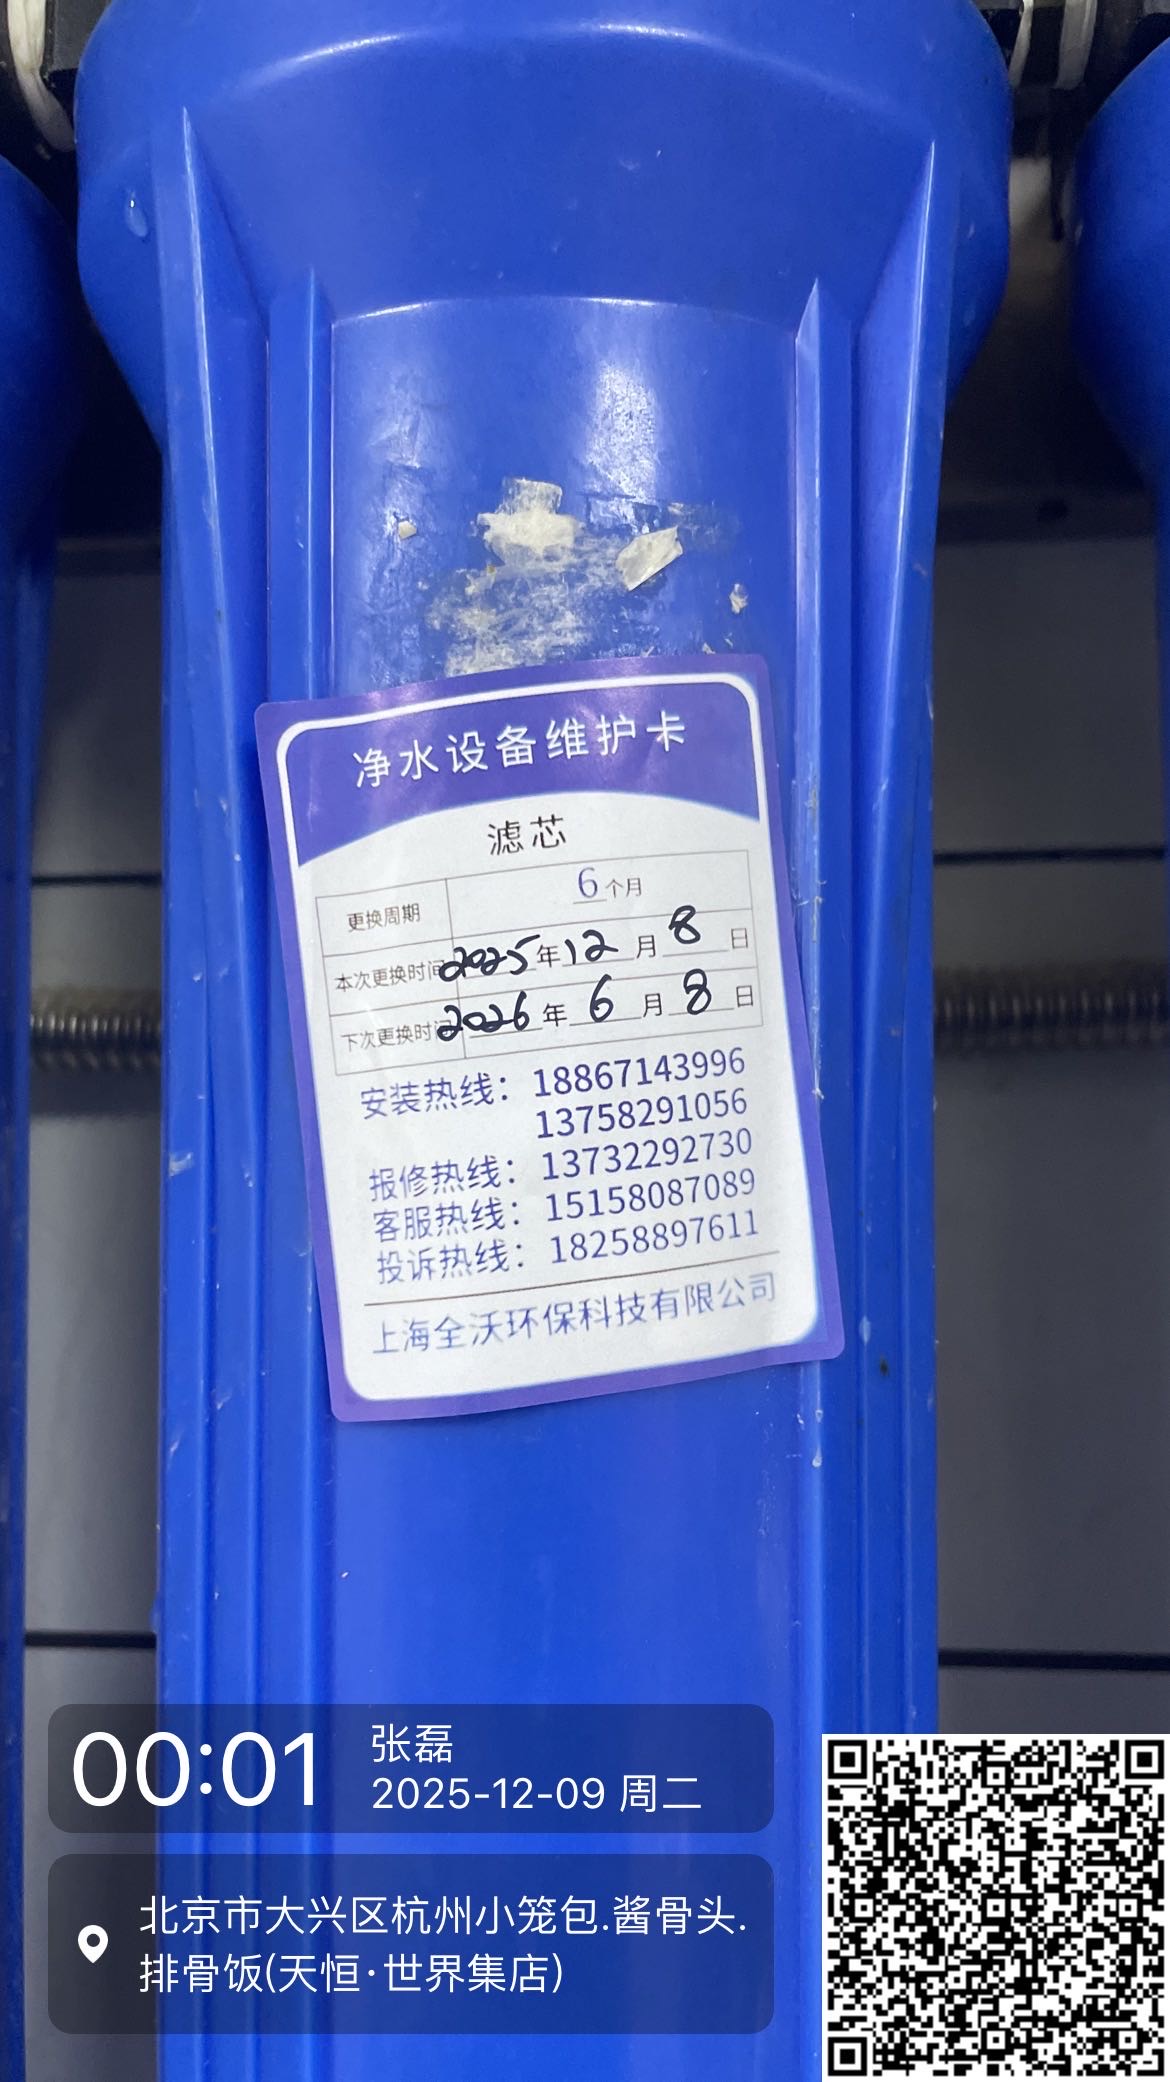 净水设备维护卡
滤芯
更换周期 6个月
本次更换时间 2025年12月8日
下次更换时间 2026年6月8日
安装热线：18867143996
13758291056
报修热线：13732292730
客服热线：15158087089
投诉热线：18258897611
上海全沃环保科技有限公司
00:01 张磊
2025-12-09 周二
北京市大兴区杭州小笼包.酱骨头.
排骨饭(天恒·世界集店)